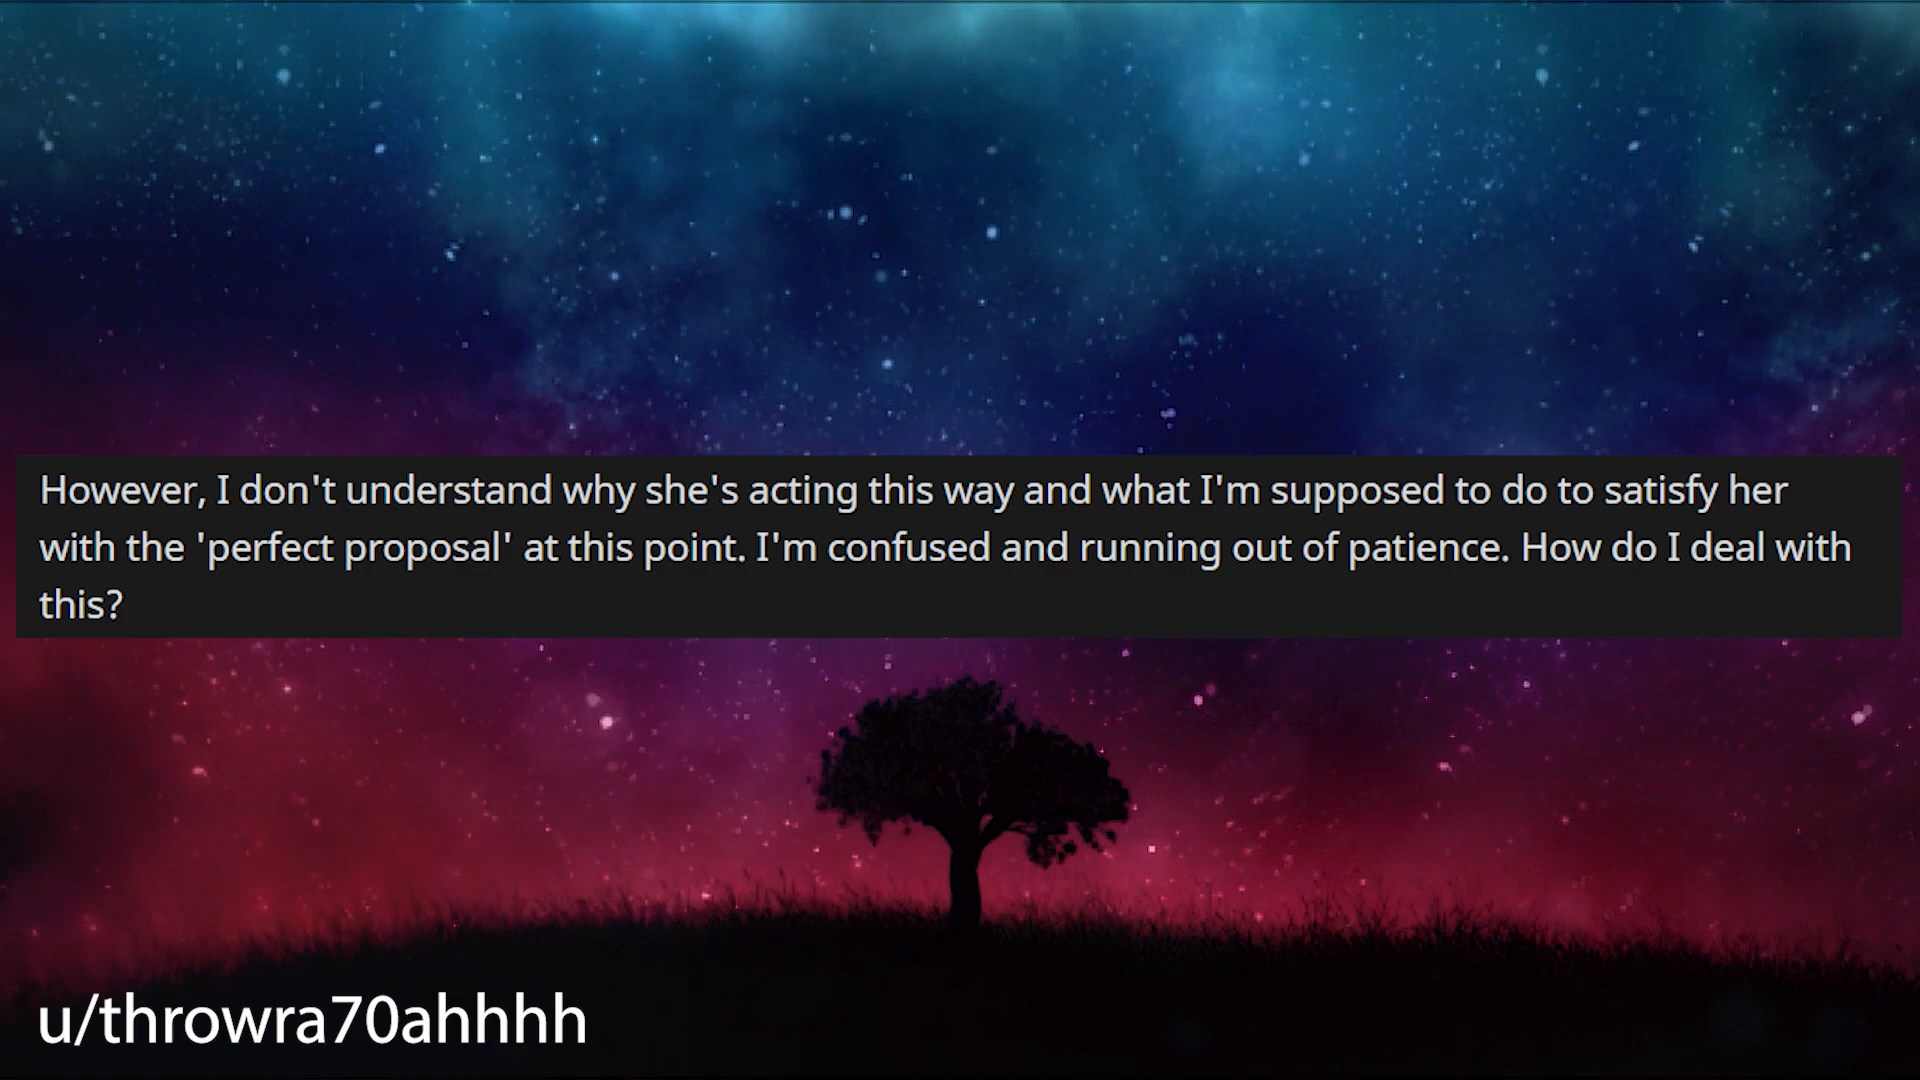 However, I don't understand why she's acting this way and what I'm supposed to do to satisfy her
with the 'perfect proposal' at this point. I'm confused and running out of patience. How do I deal with
this?
u/throwra70ahhhh